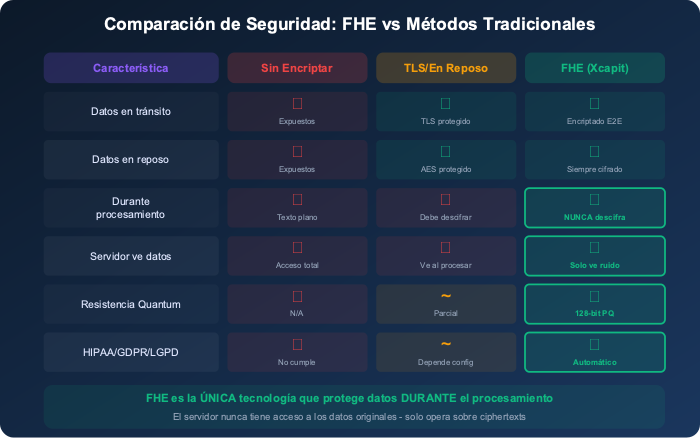 Comparación de Seguridad: FHE vs Métodos Tradicionales
Característica Sin Encriptar TLS/En Reposo FHE (Xcapit)
Datos en tránsito Expuestos TLS protegido Encriptado E2E
Datos en reposo Expuestos AES protegido Siempre cifrado
Durante
procesamiento Texto plano Debe descifrar NUNCA descifra
Servidor ve datos Acceso total Ve al procesar Solo ve ruido
~
Resistencia Quantum N/A Parcial 128-bit PQ
~
HIPAA/GDPR/LGPD No cumple Depende config Automático
FHE es la ÚNICA tecnología que protege datos DURANTE el procesamiento
El servidor nunca tiene acceso a los datos originales - solo opera sobre ciphertexts